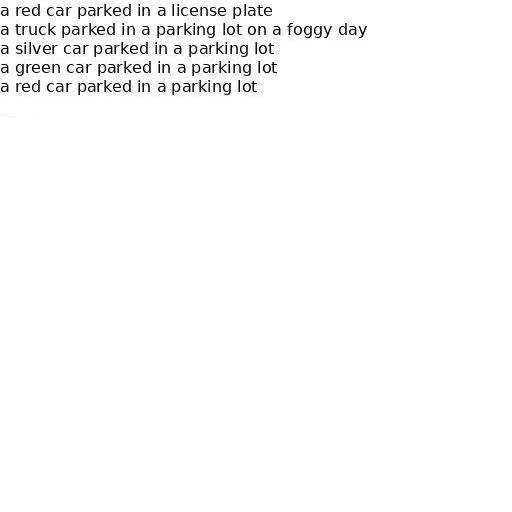 a red car parked in a license plate
a truck parked in a parking lot on a foggy day
a silver car parked in a parking lot
a green car parked in a parking lot
a red car parked in a parking lot